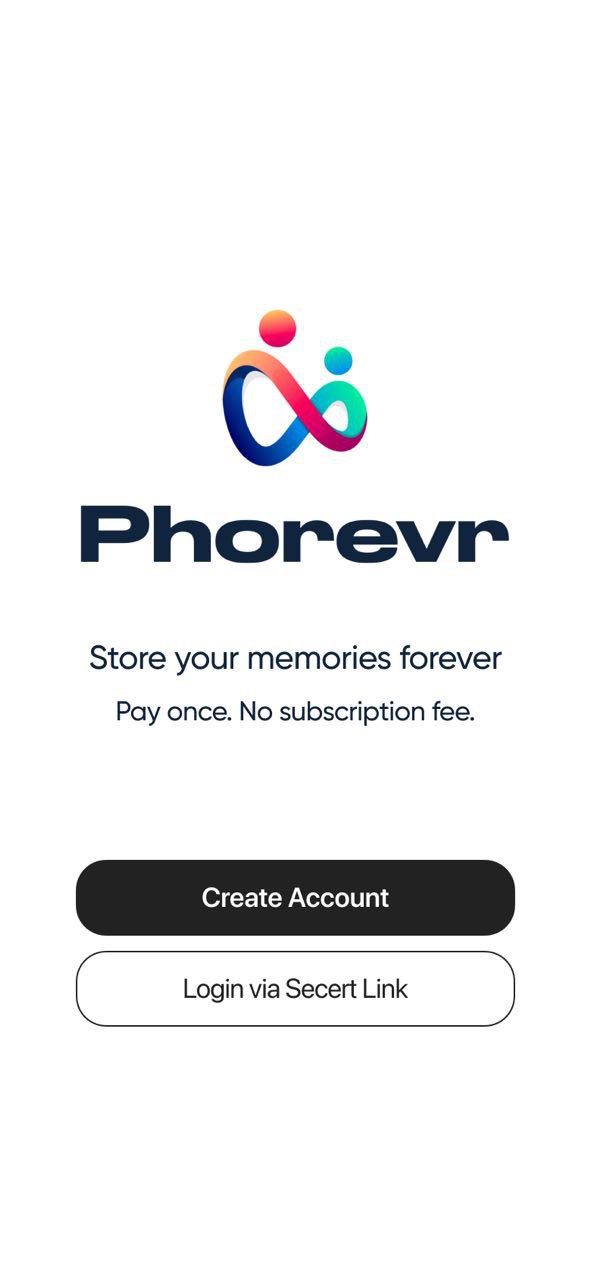 Phorevr
Store your memories forever
Pay once. No subscription fee.
Create Account
Login via Secert Link